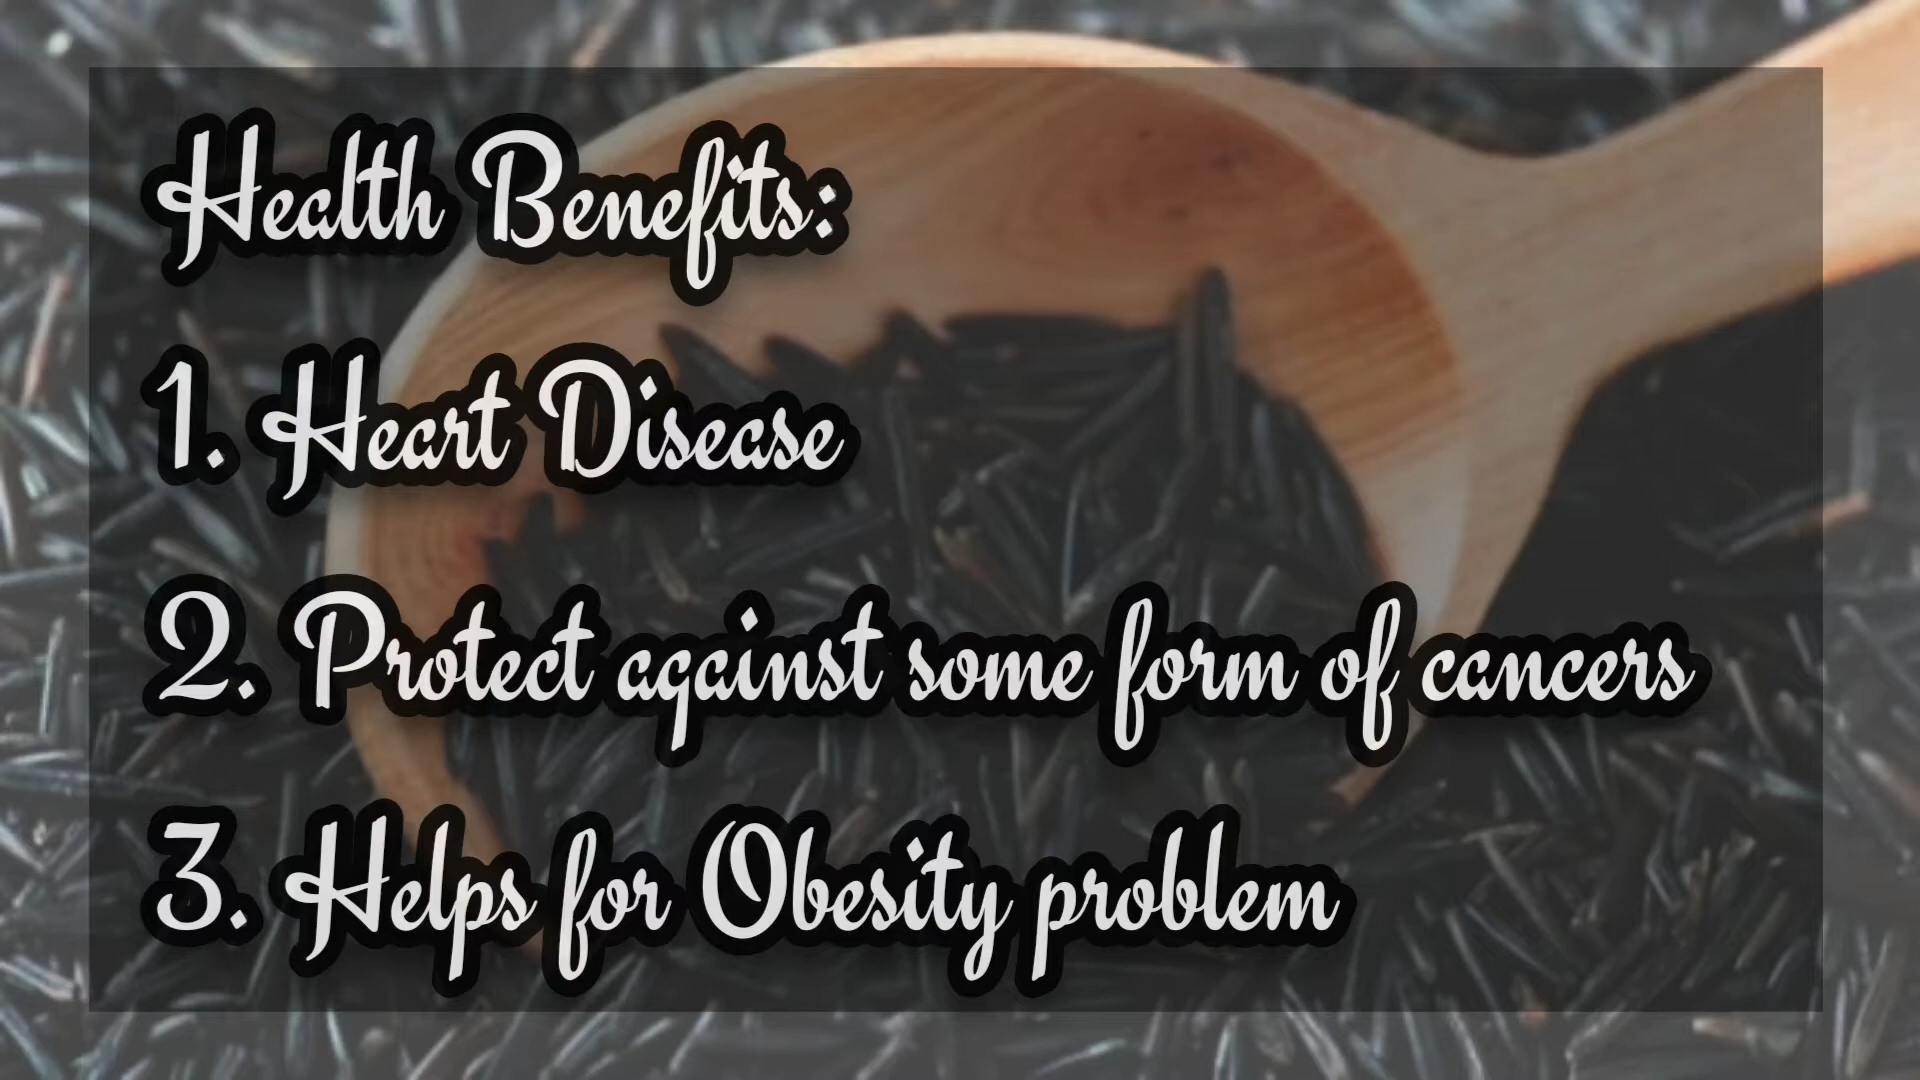 Health Benefits:
1. Heart Disease
2. Protect against some form of cancers
3. Helps for Obesity problem